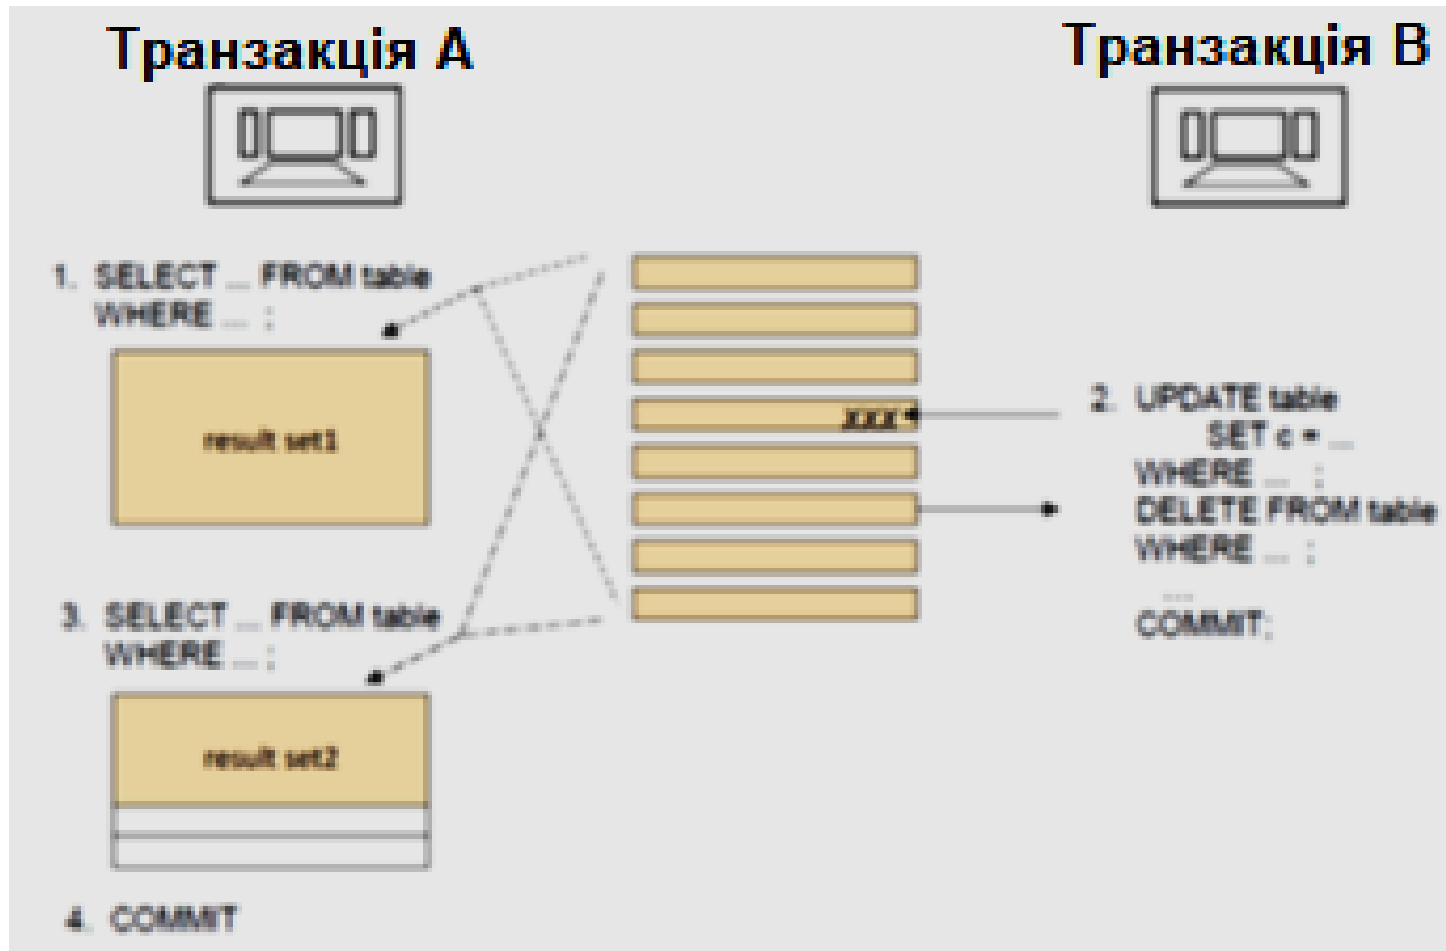 Транзакція А
Транзакція В
1. SELECT ... FROM table
WHERE ... ;
result set1
xxx
2. UPDATE table
SET c = ...
WHERE ... ;
DELETE FROM table
WHERE ... ;
...
COMMIT;
3. SELECT ... FROM table
WHERE ... ;
result set2
4. COMMIT